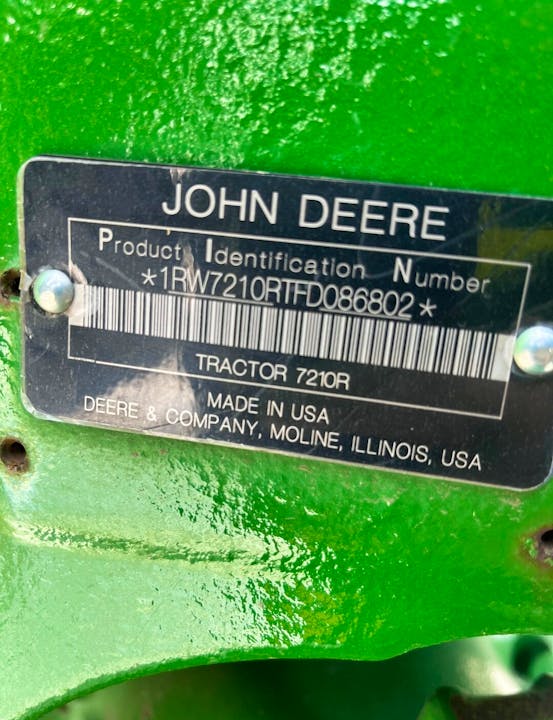 JOHN DEERE
Product Identification Number
*1RW7210RTFD086802*
TRACTOR 7210R
MADE IN USA
DEERE & COMPANY, MOLINE, ILLINOIS, USA